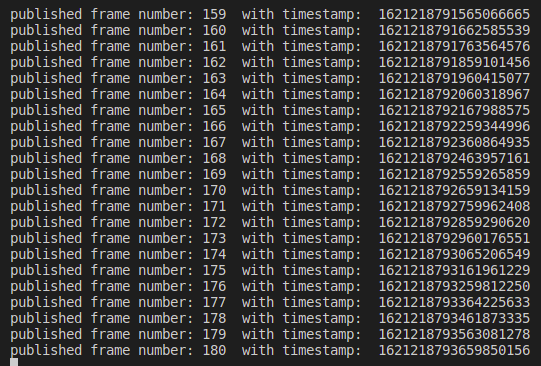 published frame number: 159  with timestamp:  1621218791565066665
published frame number: 160  with timestamp:  1621218791662585539
published frame number: 161  with timestamp:  1621218791763564576
published frame number: 162  with timestamp:  1621218791859101456
published frame number: 163  with timestamp:  1621218791960415077
published frame number: 164  with timestamp:  1621218792060318967
published frame number: 165  with timestamp:  1621218792167988575
published frame number: 166  with timestamp:  1621218792259344996
published frame number: 167  with timestamp:  1621218792360864935
published frame number: 168  with timestamp:  1621218792463957161
published frame number: 169  with timestamp:  1621218792559265859
published frame number: 170  with timestamp:  1621218792659134159
published frame number: 171  with timestamp:  1621218792759962408
published frame number: 172  with timestamp:  1621218792859290620
published frame number: 173  with timestamp:  1621218792960176551
published frame number: 174  with timestamp:  1621218793065206549
published frame number: 175  with timestamp:  1621218793161961229
published frame number: 176  with timestamp:  1621218793259812250
published frame number: 177  with timestamp:  1621218793364225633
published frame number: 178  with timestamp:  1621218793461873335
published frame number: 179  with timestamp:  1621218793563081278
published frame number: 180  with timestamp:  1621218793659850156